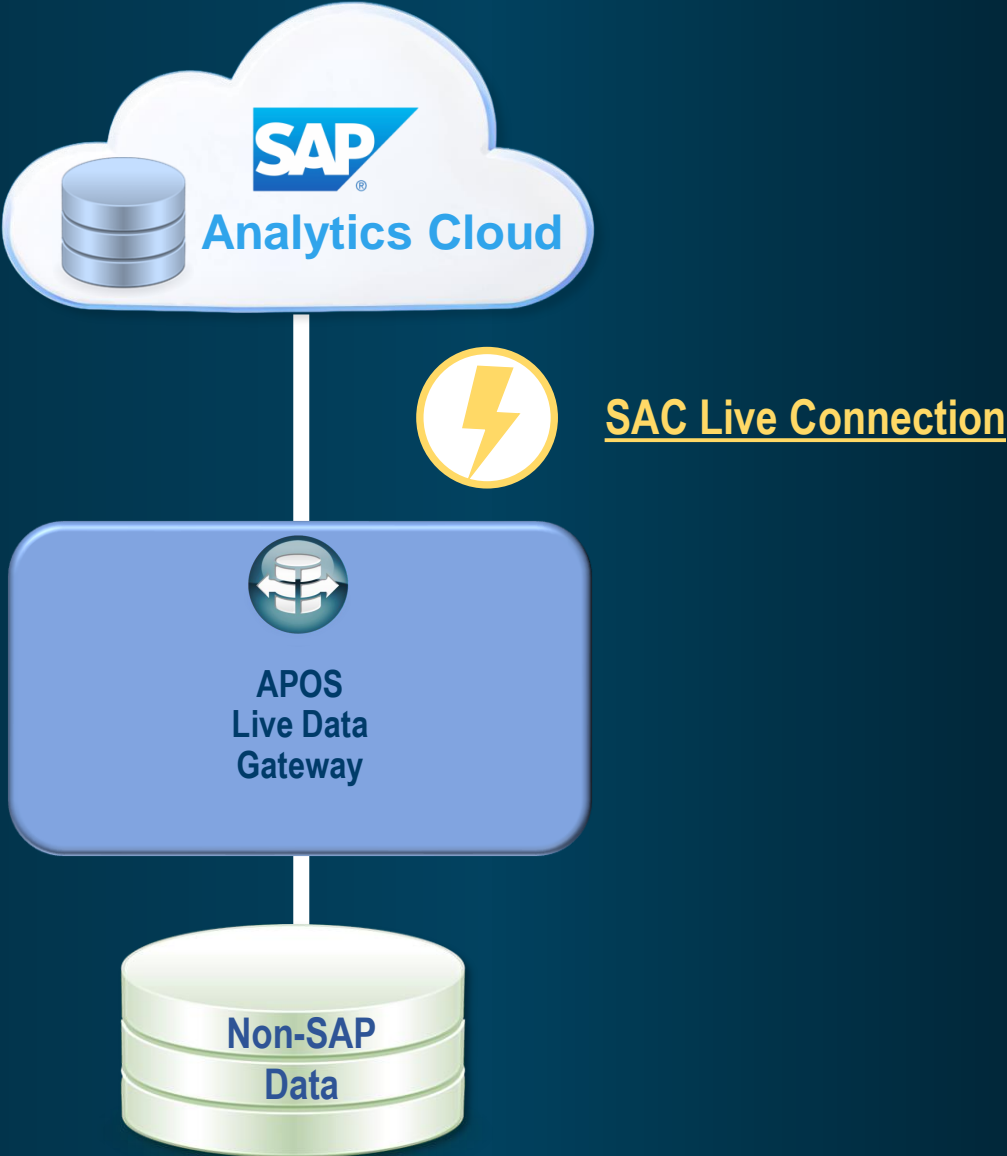 SAP
®
Analytics Cloud
SAC Live Connection
APOS
Live Data
Gateway
Non-SAP
Data